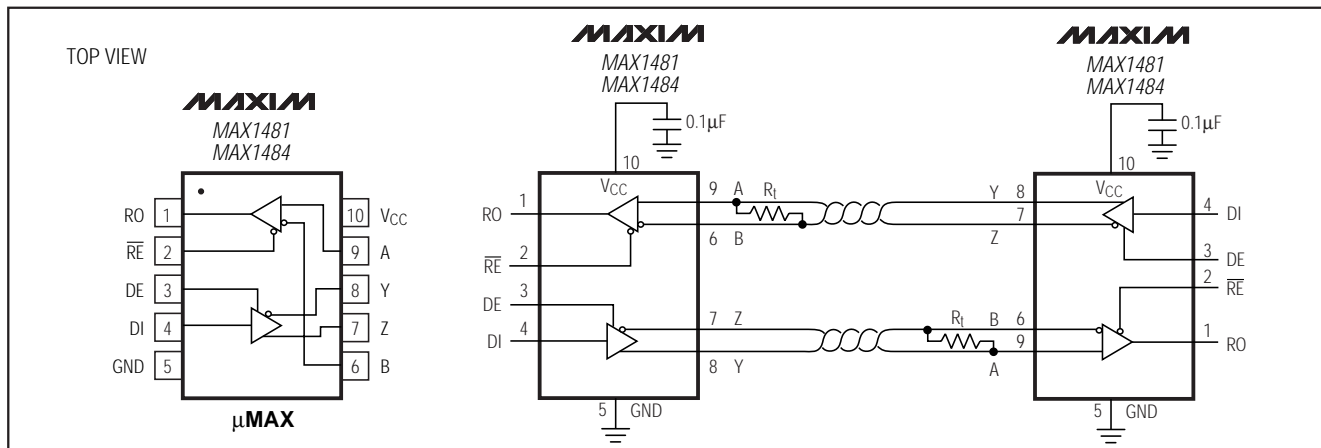 TOP VIEW
MAXIM
MAX1481
MAX1484
RO 1
RE 2
DE 3
DI 4
GND 5
10 VCC
9 A
8 Y
7 Z
6 B
µMAX
MAXIM
MAX1481
MAX1484
0.1µF
10
VCC
1
RO
2
RE
3
DE
4
DI
9 A
Rt
6 B
7 Z
8 Y
5 GND
MAXIM
MAX1481
MAX1484
0.1µF
10
VCC
Y 8
7
Z
4 DI
3
DE
2
RE
Rt
B 6
9
A
1
RO
5 GND